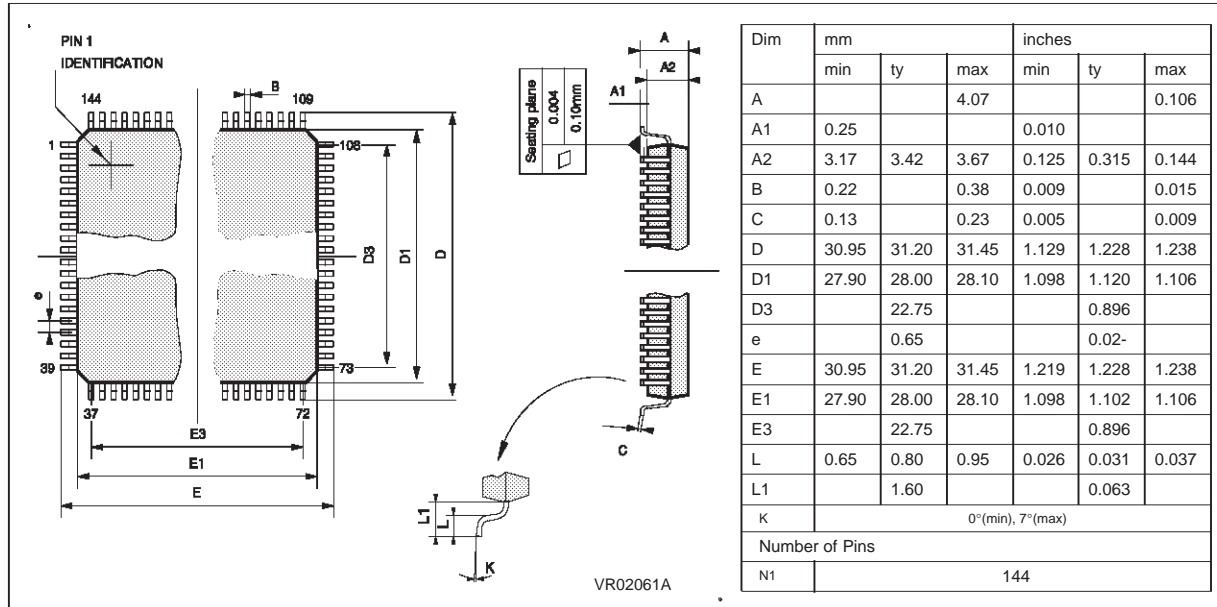 PIN 1
IDENTIFICATION
144
B
109
1
108
D3
D1
D
e
39
73
37
72
E3
E1
E
Seating plane
0.004
0.10mm
A
A2
A1
C
L1
L
K
VR02061A
Dim mm inches
min ty max min ty max
A 4.07 0.106
A1 0.25 0.010
A2 3.17 3.42 3.67 0.125 0.315 0.144
B 0.22 0.38 0.009 0.015
C 0.13 0.23 0.005 0.009
D 30.95 31.20 31.45 1.129 1.228 1.238
D1 27.90 28.00 28.10 1.098 1.120 1.106
D3 22.75 0.896
e 0.65 0.02-
E 30.95 31.20 31.45 1.219 1.228 1.238
E1 27.90 28.00 28.10 1.098 1.102 1.106
E3 22.75 0.896
L 0.65 0.80 0.95 0.026 0.031 0.037
L1 1.60 0.063
K 0°(min), 7°(max)
Number of Pins
N1 144